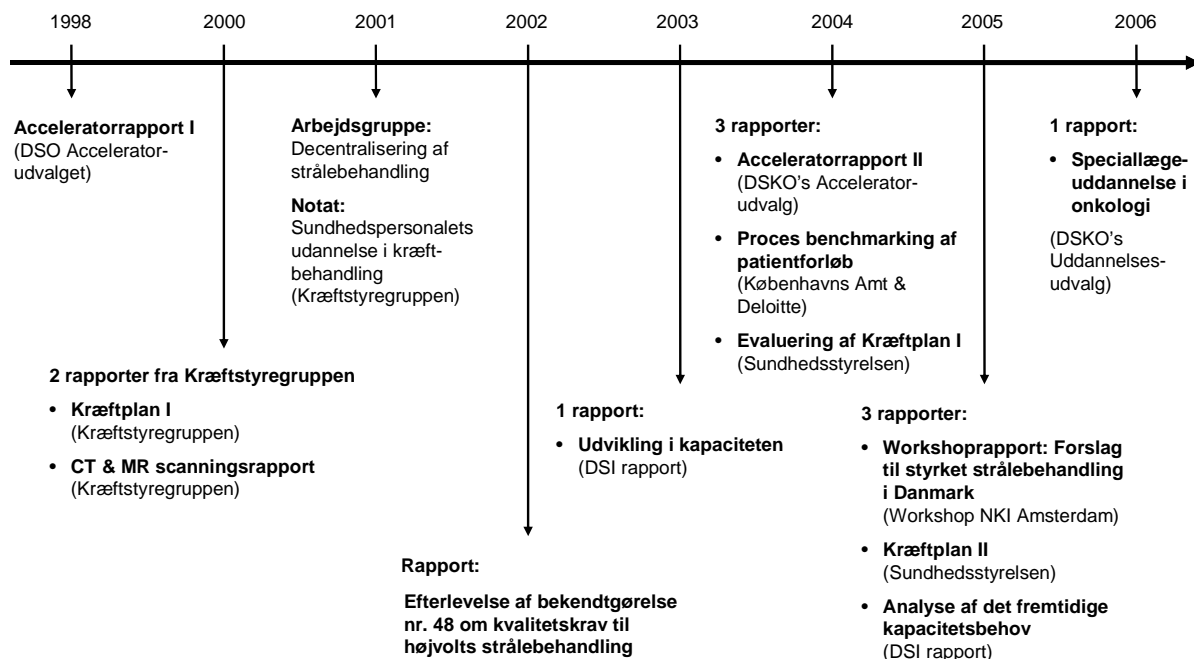 1998
2000
2001
2002
2003
2004
2005
2006
Acceleratorrapport I
(DSO Accelerator-
udvalget)
2 rapporter fra Kræftstyregruppen
• Kræftplan I
(Kræftstyregruppen)
• CT & MR scanningsrapport
(Kræftstyregruppen)
Arbejdsgruppe:
Decentralisering af
strålebehandling
Notat:
Sundhedspersonalets
udannelse i kræft-
behandling
(Kræftstyregruppen)
Rapport:
Efterlevelse af bekendtgørelse
nr. 48 om kvalitetskrav til
højvolts strålebehandling
1 rapport:
• Udvikling i kapaciteten
(DSI rapport)
3 rapporter:
• Acceleratorrapport II
(DSKO's Accelerator-
udvalg)
• Proces benchmarking af
patientforløb
(Københavns Amt &
Deloitte)
• Evaluering af Kræftplan I
(Sundhedsstyrelsen)
3 rapporter:
• Workshoprapport: Forslag
til styrket strålebehandling
i Danmark
(Workshop NKI Amsterdam)
• Kræftplan II
(Sundhedsstyrelsen)
• Analyse af det fremtidige
kapacitetsbehov
(DSI rapport)
1 rapport:
• Speciallæge-
uddannelse i
onkologi
(DSKO's
Uddannelses-
udvalg)